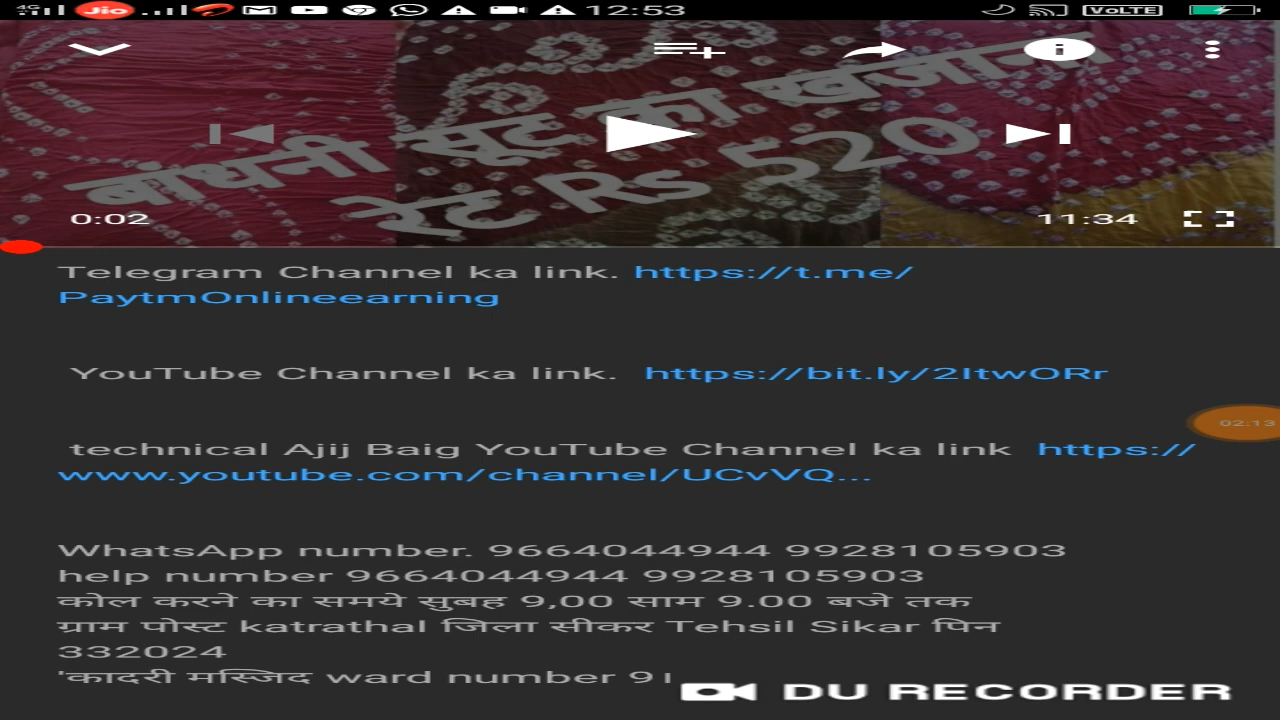 4G Jio 12:53 VoLTE
बांधनी सूट का खजाना
रेट Rs 520
0:02 11:34
Telegram Channel ka link. https://t.me/
PaytmOnlineearning
YouTube Channel ka link. https://bit.ly/2ItwORr
02:13
technical Ajij Baig YouTube Channel ka link https://
www.youtube.com/channel/UCvVQ...
WhatsApp number. 9664044944 9928105903
help number 9664044944 9928105903
कोल करने का समये सुबह 9,00 साम 9.00 बजे तक
ग्राम पोस्ट katrathal जिला सीकर Tehsil Sikar पिन
332024
'कादरी मस्जिद ward number 9।
DU RECORDER